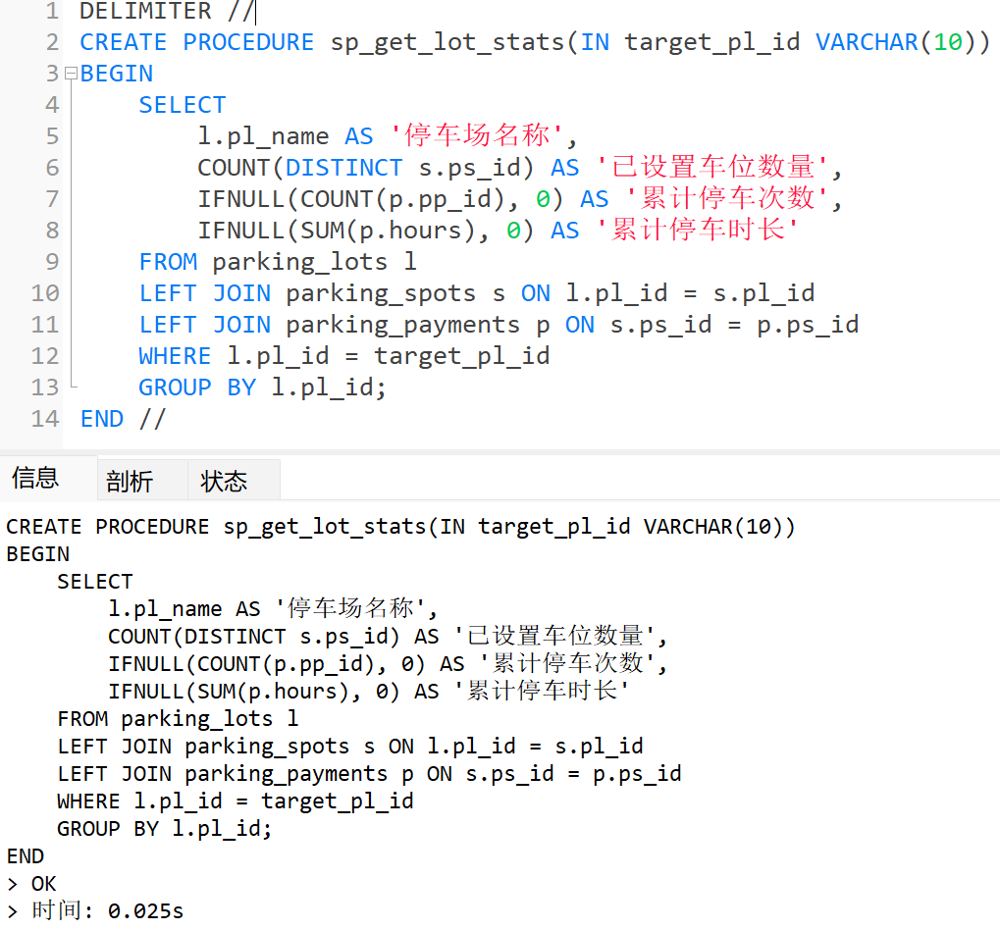 1 DELIMITER //
2 CREATE PROCEDURE sp_get_lot_stats(IN target_pl_id VARCHAR(10))
3 BEGIN
4     SELECT
5         l.pl_name AS '停车场名称',
6         COUNT(DISTINCT s.ps_id) AS '已设置车位数量',
7         IFNULL(COUNT(p.pp_id), 0) AS '累计停车次数',
8         IFNULL(SUM(p.hours), 0) AS '累计停车时长'
9     FROM parking_lots l
10     LEFT JOIN parking_spots s ON l.pl_id = s.pl_id
11     LEFT JOIN parking_payments p ON s.ps_id = p.ps_id
12     WHERE l.pl_id = target_pl_id
13     GROUP BY l.pl_id;
14 END //
信息 剖析 状态
CREATE PROCEDURE sp_get_lot_stats(IN target_pl_id VARCHAR(10))
BEGIN
    SELECT
        l.pl_name AS '停车场名称',
        COUNT(DISTINCT s.ps_id) AS '已设置车位数量',
        IFNULL(COUNT(p.pp_id), 0) AS '累计停车次数',
        IFNULL(SUM(p.hours), 0) AS '累计停车时长'
    FROM parking_lots l
    LEFT JOIN parking_spots s ON l.pl_id = s.pl_id
    LEFT JOIN parking_payments p ON s.ps_id = p.ps_id
    WHERE l.pl_id = target_pl_id
    GROUP BY l.pl_id;
END
> OK
> 时间: 0.025s